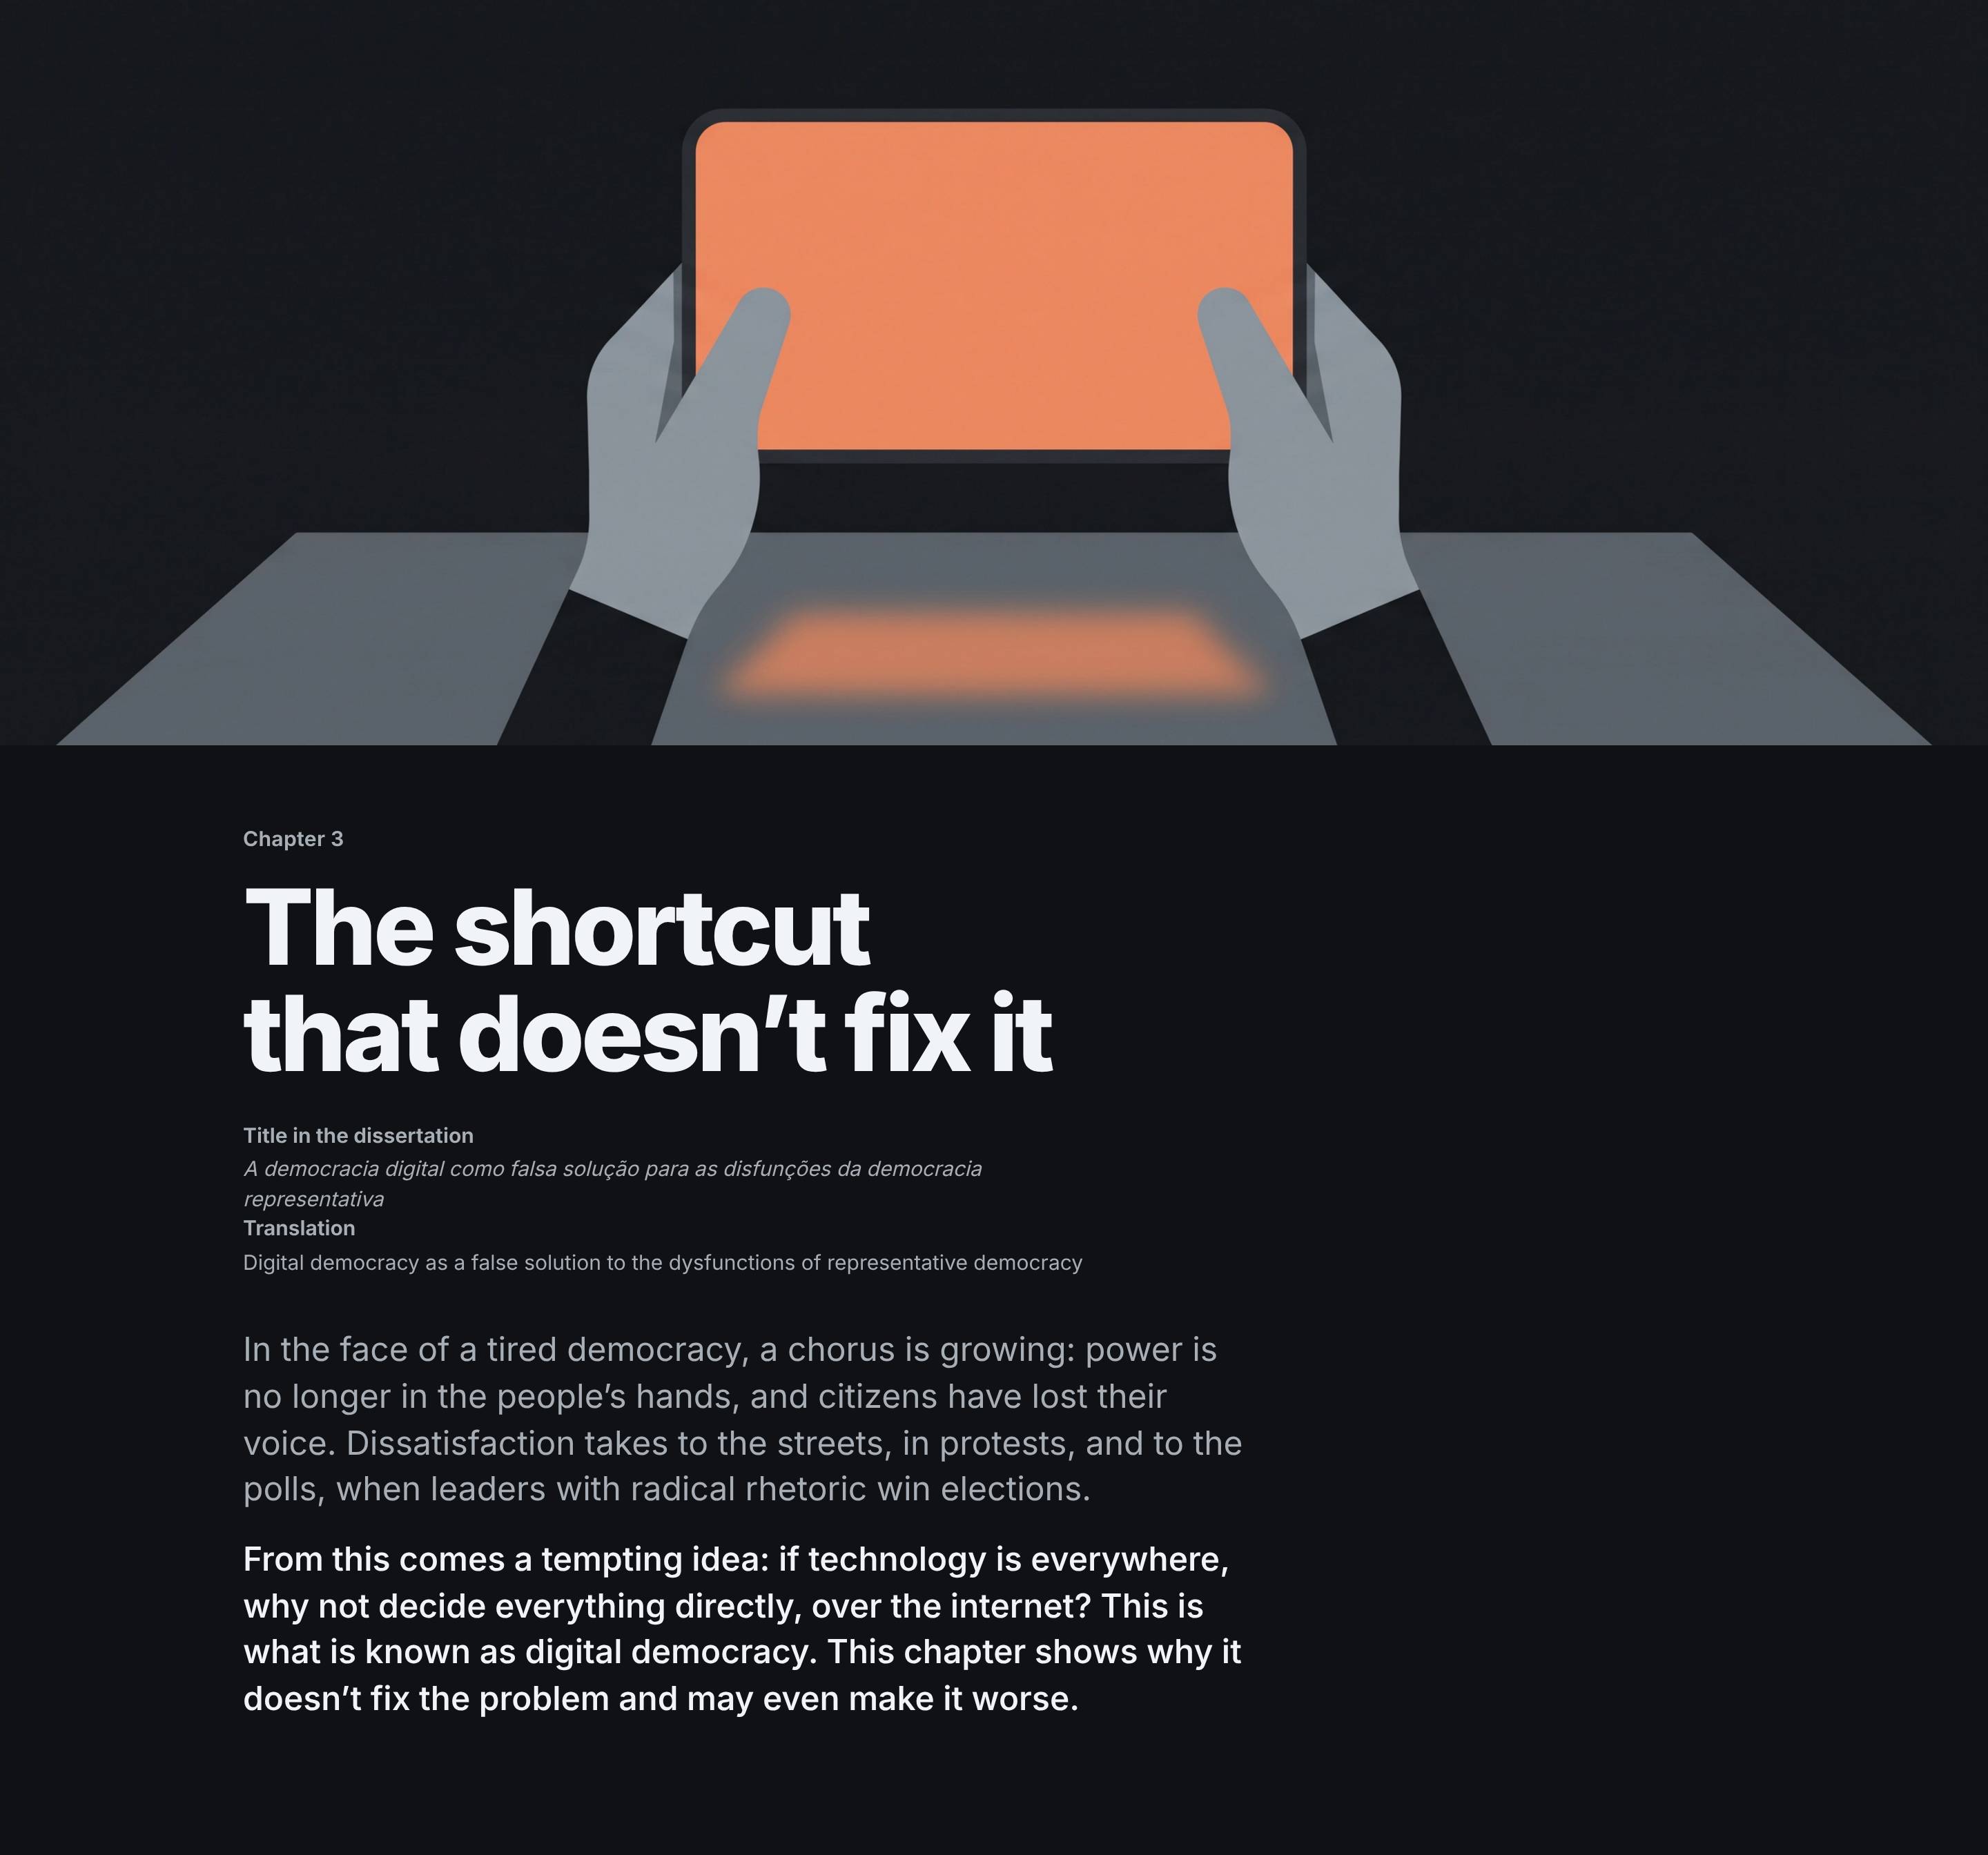 Chapter 3
The shortcut
that doesn’t fix it
Title in the dissertation
A democracia digital como falsa solução para as disfunções da democracia
representativa
Translation
Digital democracy as a false solution to the dysfunctions of representative democracy
In the face of a tired democracy, a chorus is growing: power is
no longer in the people’s hands, and citizens have lost their
voice. Dissatisfaction takes to the streets, in protests, and to the
polls, when leaders with radical rhetoric win elections.
From this comes a tempting idea: if technology is everywhere,
why not decide everything directly, over the internet? This is
what is known as digital democracy. This chapter shows why it
doesn’t fix the problem and may even make it worse.